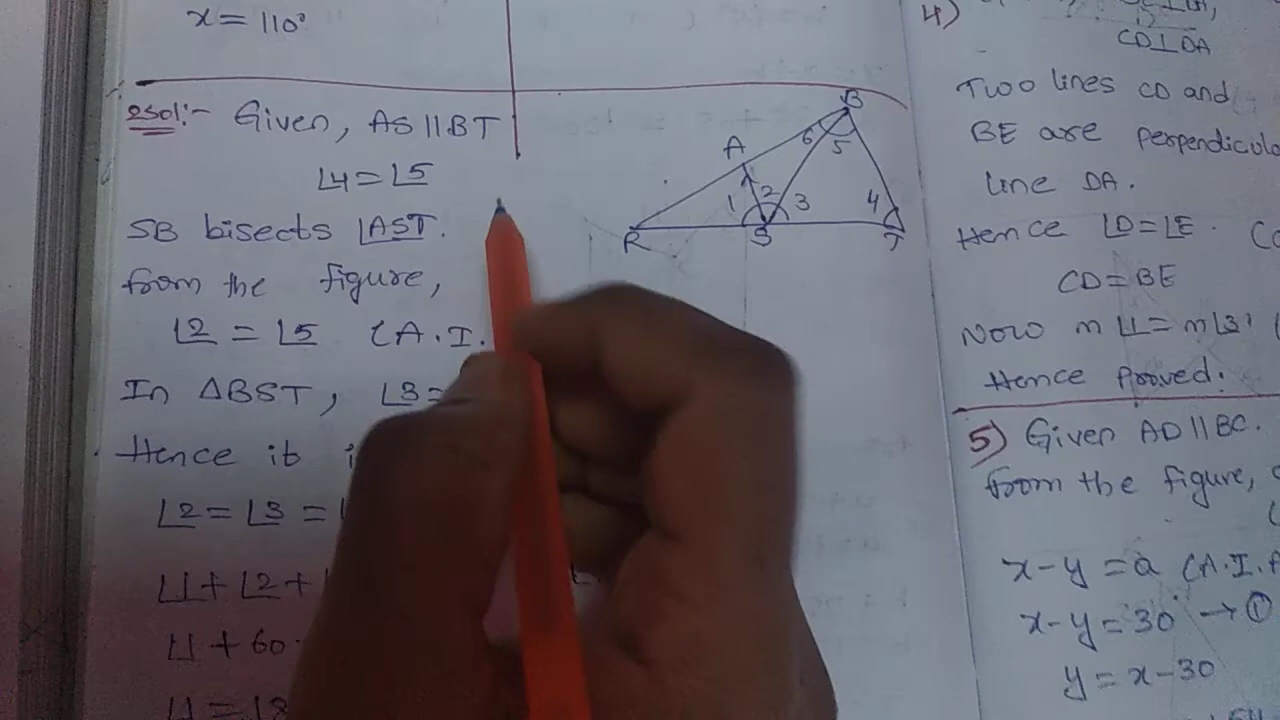 x = 110°
2sol:- Given, AS || BT
∠4 = ∠5
SB bisects ∠AST.
from the figure,
∠2 = ∠5 (A.I.
In ΔBST, ∠3=
Hence it
∠2 = ∠3 =
∠1 + ∠2 +
∠1 + 60
∠1 =
B
6 5
A
1 2 3 4
R S T
4)
CD⊥DA
Two lines CD and
BE are
line DA.
Hence ∠D=∠E.
CD = BE
Now m∠1 = m∠3
Hence proved.
5) Given AD || BC.
from the figure,
x - y = a (A.I.
x - y = 30 → ①
y = x - 30